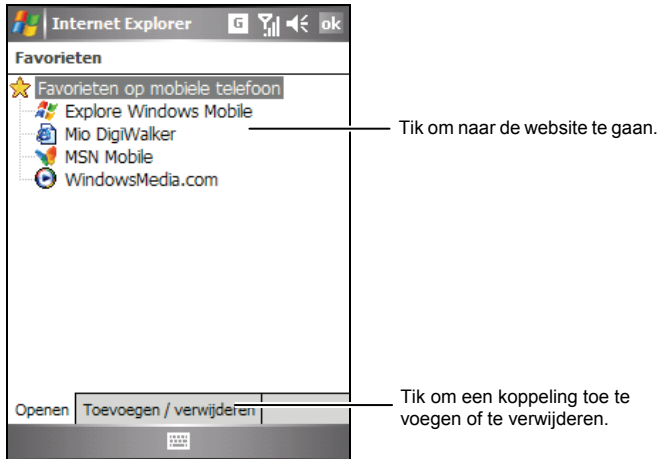 Internet Explorer G ok
Favorieten
Favorieten op mobiele telefoon
Explore Windows Mobile
Mio DigiWalker
MSN Mobile
WindowsMedia.com
Tik om naar de website te gaan.
Openen Toevoegen / verwijderen
Tik om een koppeling toe te
voegen of te verwijderen.